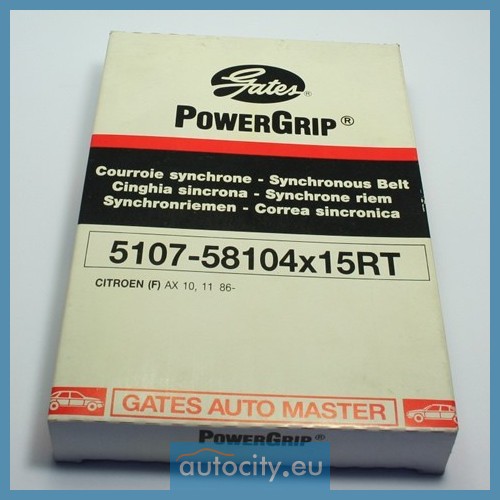 Gates®
POWERGRIP®
Courroie synchrone - Synchronous Belt
Cinghia sincrona - Synchrone riem
Synchronriemen - Correa sincronica
5107-58104x15RT
CITROEN (F) AX 10, 11 86-
GATES AUTO MASTER
POWERGRIP®
autocity.eu